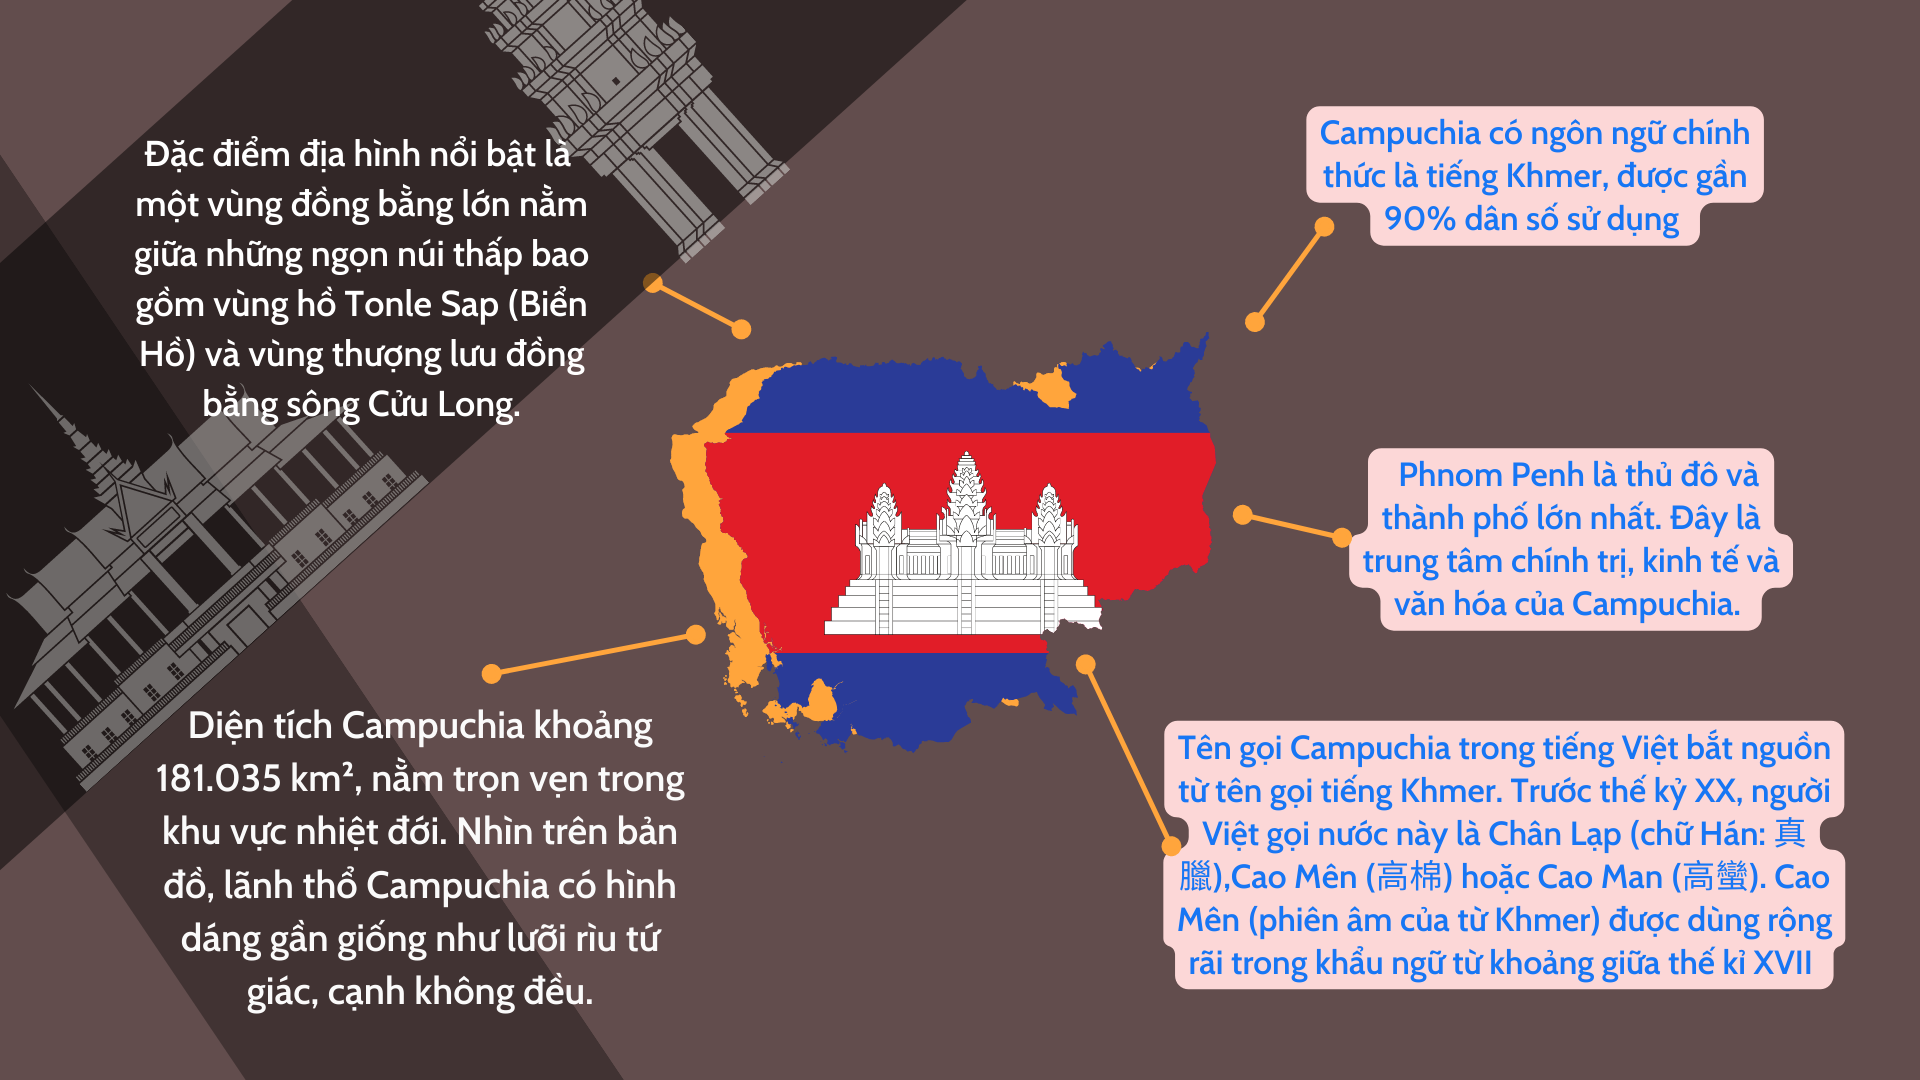 Đặc điểm địa hình nổi bật là
một vùng đồng bằng lớn nằm
giữa những ngọn núi thấp bao
gồm vùng hồ Tonle Sap (Biển
Hồ) và vùng thượng lưu đồng
bằng sông Cửu Long.
Diện tích Campuchia khoảng
181.035 km², nằm trọn vẹn trong
khu vực nhiệt đới. Nhìn trên bản
đồ, lãnh thổ Campuchia có hình
dáng gần giống như lưỡi rìu tứ
giác, cạnh không đều.
Campuchia có ngôn ngữ chính
thức là tiếng Khmer, được gần
90% dân số sử dụng
Phnom Penh là thủ đô và
thành phố lớn nhất. Đây là
trung tâm chính trị, kinh tế và
văn hóa của Campuchia.
Tên gọi Campuchia trong tiếng Việt bắt nguồn
từ tên gọi tiếng Khmer. Trước thế kỷ XX, người
Việt gọi nước này là Chân Lạp (chữ Hán: 真
臘),Cao Mên (高棉) hoặc Cao Man (高蠻). Cao
Mên (phiên âm của từ Khmer) được dùng rộng
rãi trong khẩu ngữ từ khoảng giữa thế kỉ XVII